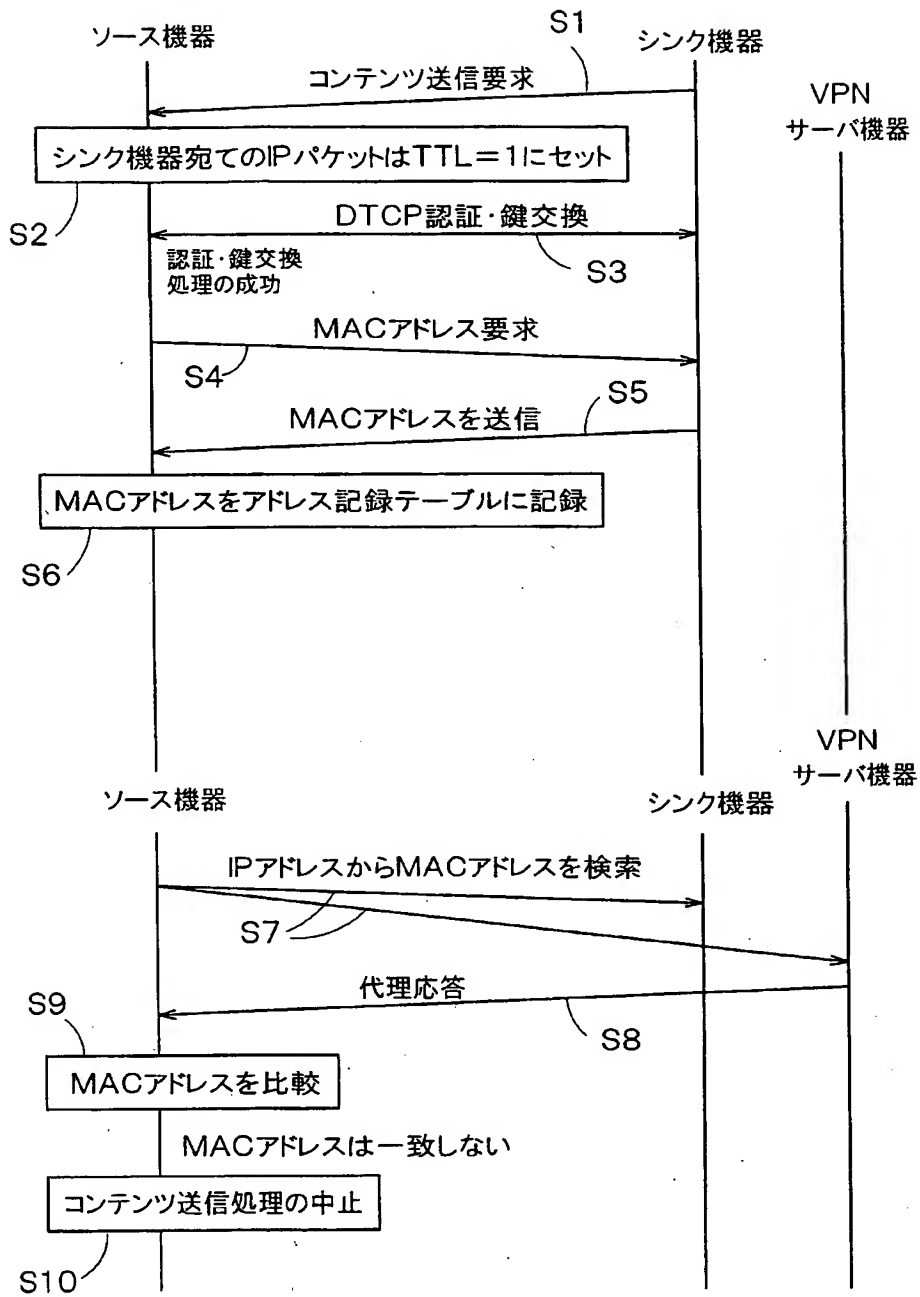 ソース機器
S1
シンク機器
コンテンツ送信要求
VPN
サーバ機器
シンク機器宛てのIPパケットはTTL=1にセット
S2
DTCP認証・鍵交換
S3
認証・鍵交換
処理の成功
MACアドレス要求
S4
S5
MACアドレスを送信
MACアドレスをアドレス記録テーブルに記録
S6
VPN
サーバ機器
ソース機器
シンク機器
IPアドレスからMACアドレスを検索
S7
代理応答
S8
S9
MACアドレスを比較
MACアドレスは一致しない
コンテンツ送信処理の中止
S10